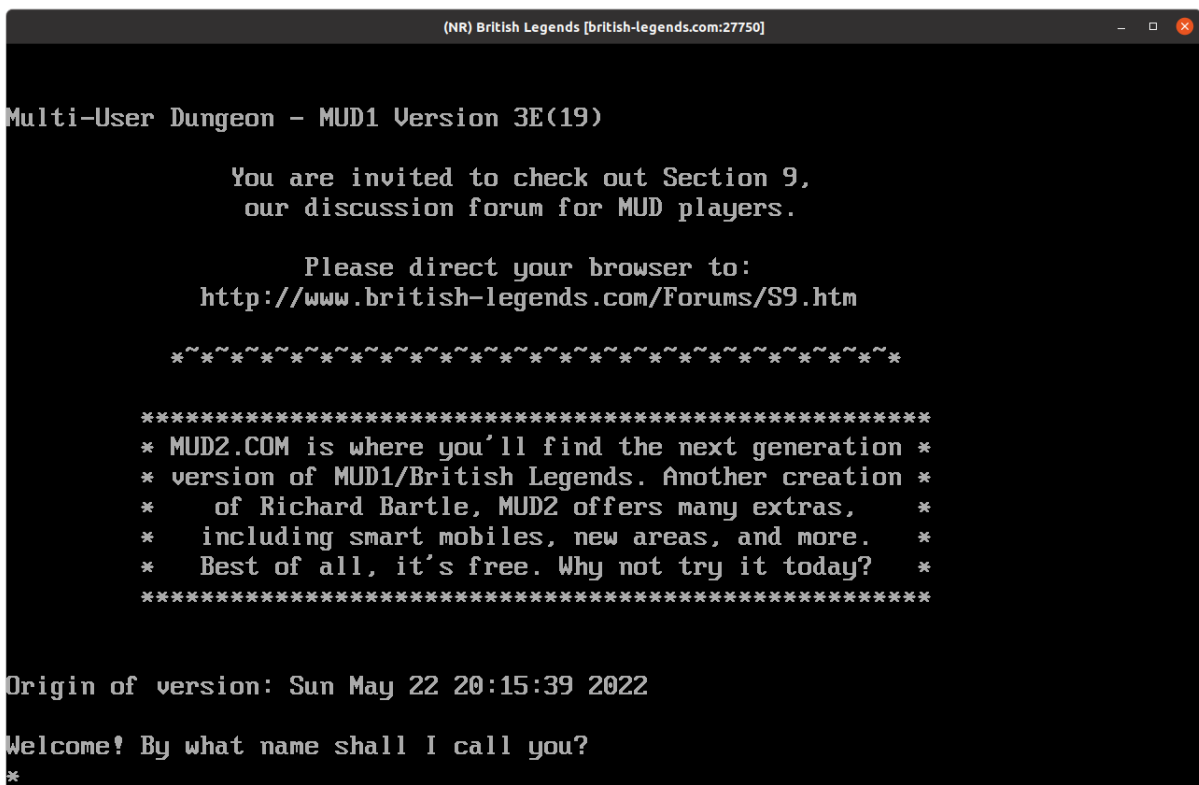 (NR) British Legends [british-legends.com:27750]
Multi-User Dungeon - MUD1 Version 3E(19)
You are invited to check out Section 9,
our discussion forum for MUD players.
Please direct your browser to:
http://www.british-legends.com/Forums/S9.htm
*~*~*~*~*~*~*~*~*~*~*~*~*~*~*~*~*~*~*~*~*~*~*~*~*
*****************************************************
* MUD2.COM is where you'll find the next generation *
* version of MUD1/British Legends. Another creation *
* of Richard Bartle, MUD2 offers many extras, *
* including smart mobiles, new areas, and more. *
* Best of all, it's free. Why not try it today? *
*****************************************************
Origin of version: Sun May 22 20:15:39 2022
Welcome! By what name shall I call you?
*